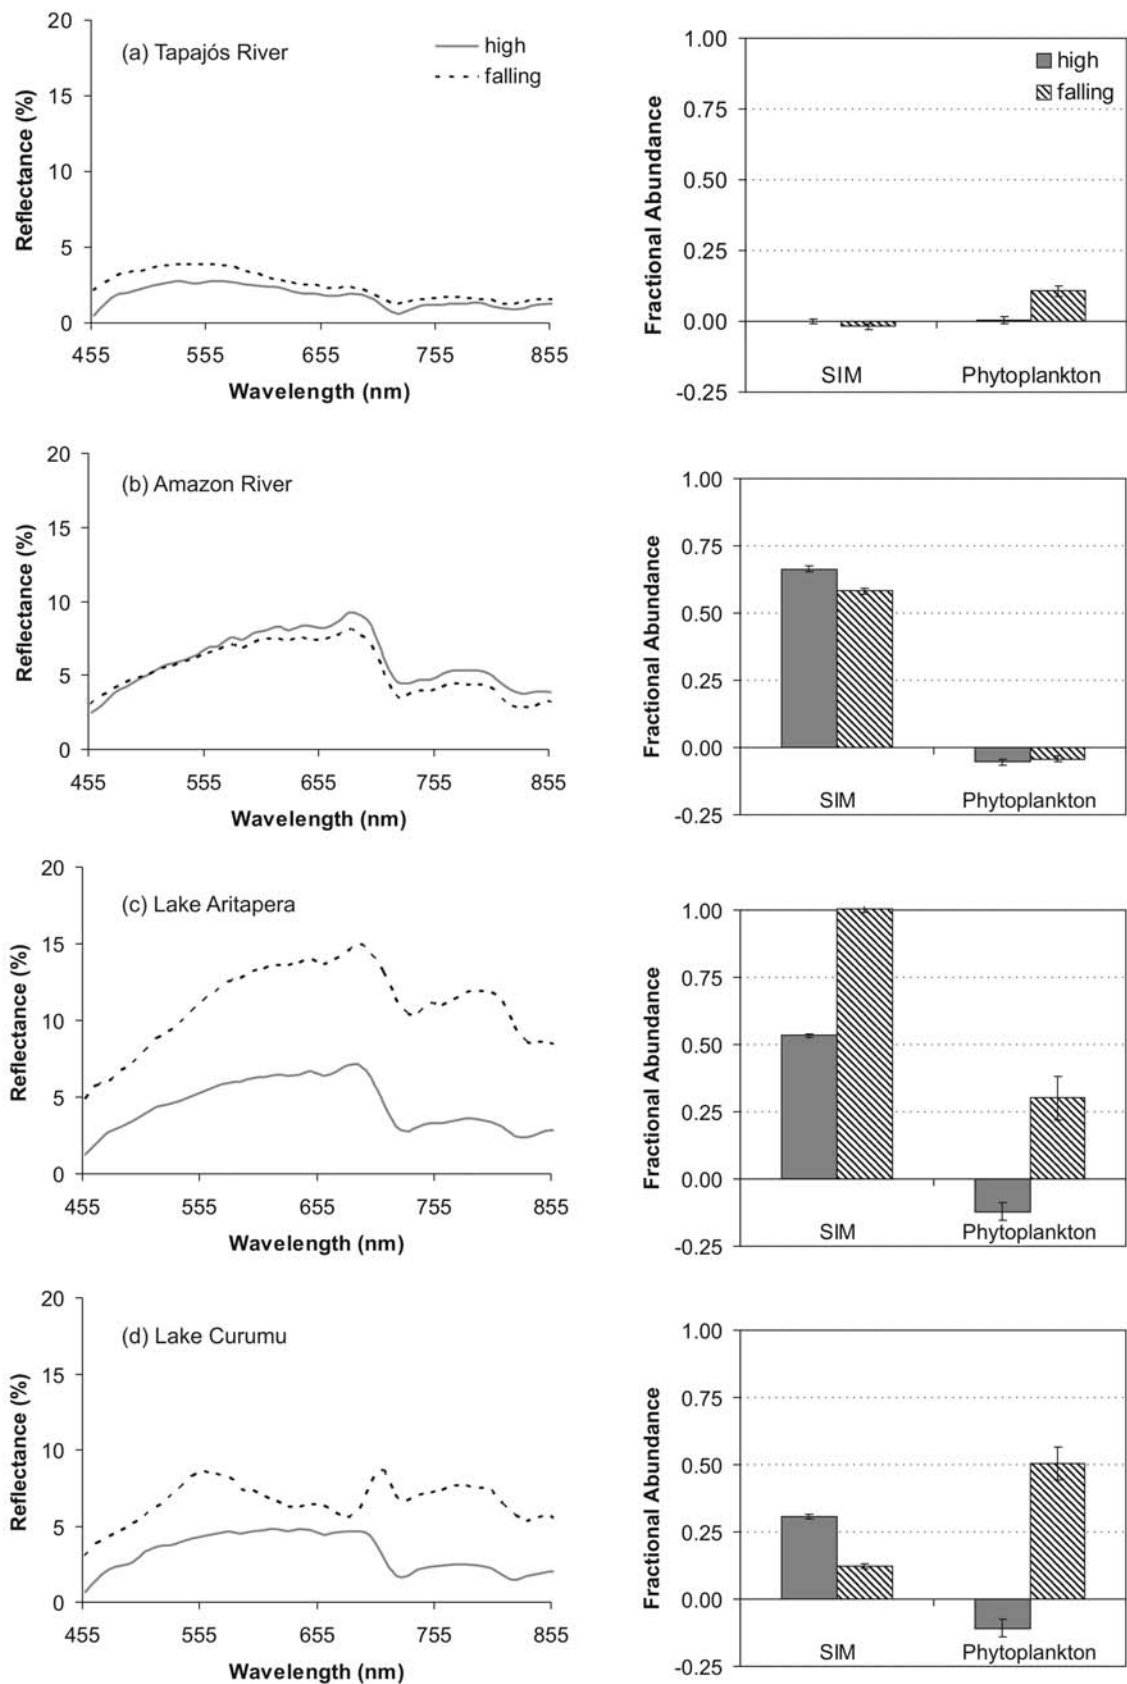 20
15
10
5
0
Reflectance (%)
(a) Tapajós River
high
falling
455 555 655 755 855
Wavelength (nm)
1.00
0.75
0.50
0.25
0.00
-0.25
Fractional Abundance
high
falling
SIM Phytoplankton
20
15
10
5
0
Reflectance (%)
(b) Amazon River
455 555 655 755 855
Wavelength (nm)
1.00
0.75
0.50
0.25
0.00
-0.25
Fractional Abundance
SIM Phytoplankton
20
15
10
5
0
Reflectance (%)
(c) Lake Aritapera
455 555 655 755 855
Wavelength (nm)
1.00
0.75
0.50
0.25
0.00
-0.25
Fractional Abundance
SIM Phytoplankton
20
15
10
5
0
Reflectance (%)
(d) Lake Curumu
455 555 655 755 855
Wavelength (nm)
1.00
0.75
0.50
0.25
0.00
-0.25
Fractional Abundance
SIM Phytoplankton